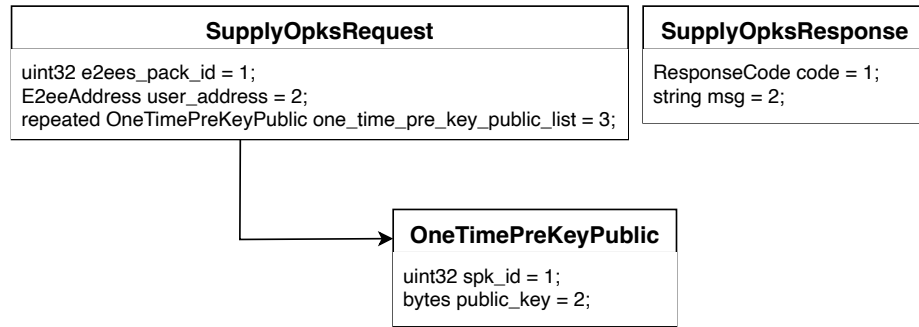 SupplyOpksRequest
uint32 e2ees_pack_id = 1;
E2eeAddress user_address = 2;
repeated OneTimePreKeyPublic one_time_pre_key_public_list = 3;
SupplyOpksResponse
ResponseCode code = 1;
string msg = 2;
OneTimePreKeyPublic
uint32 spk_id = 1;
bytes public_key = 2;